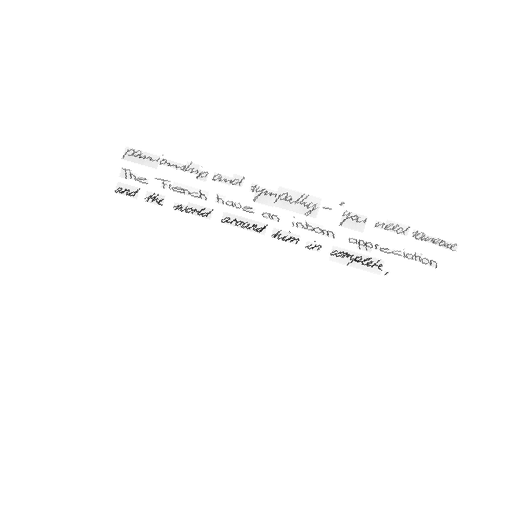 panionship and sympathy - " you need someone
The French have an inborn appreciation
and the world around him in complete,